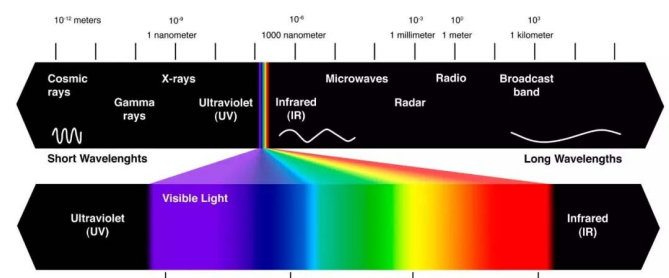 10⁻¹² meters
10⁻⁹
10⁻⁶
10⁻³
10⁰
10³
1 nanometer
1000 nanometer
1 millimeter
1 meter
1 kilometer
Cosmic
rays
X-rays
Microwaves
Radio
Broadcast
band
Gamma
rays
Ultraviolet
(UV)
Infrared
(IR)
Radar
Short Wavelenghts
Long Wavelengths
Visible Light
Ultraviolet
(UV)
Infrared
(IR)